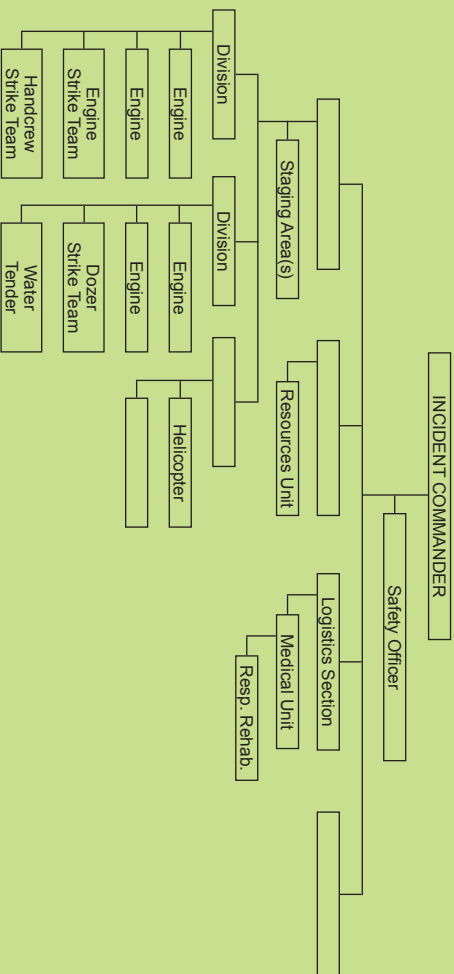 INCIDENT COMMANDER
Safety Officer
Staging Area(s)
Resources Unit
Logistics Section
Medical Unit
Resp. Rehab.
Division
Engine
Engine
Engine
Strike Team
Handcrew
Strike Team
Division
Engine
Engine
Dozer
Strike Team
Water
Tender
Helicopter